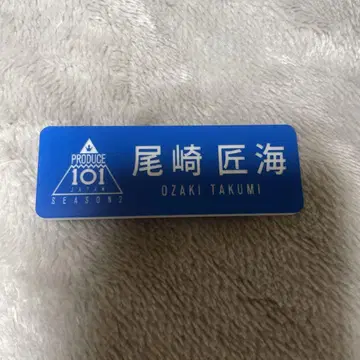 PRODUCE
101
JAPAN
SEASON2
尾崎 匠海
OZAKI TAKUMI